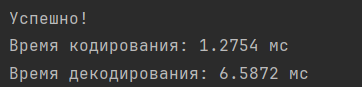 Успешно!
Время кодирования: 1.2754 мс
Время декодирования: 6.5872 мс